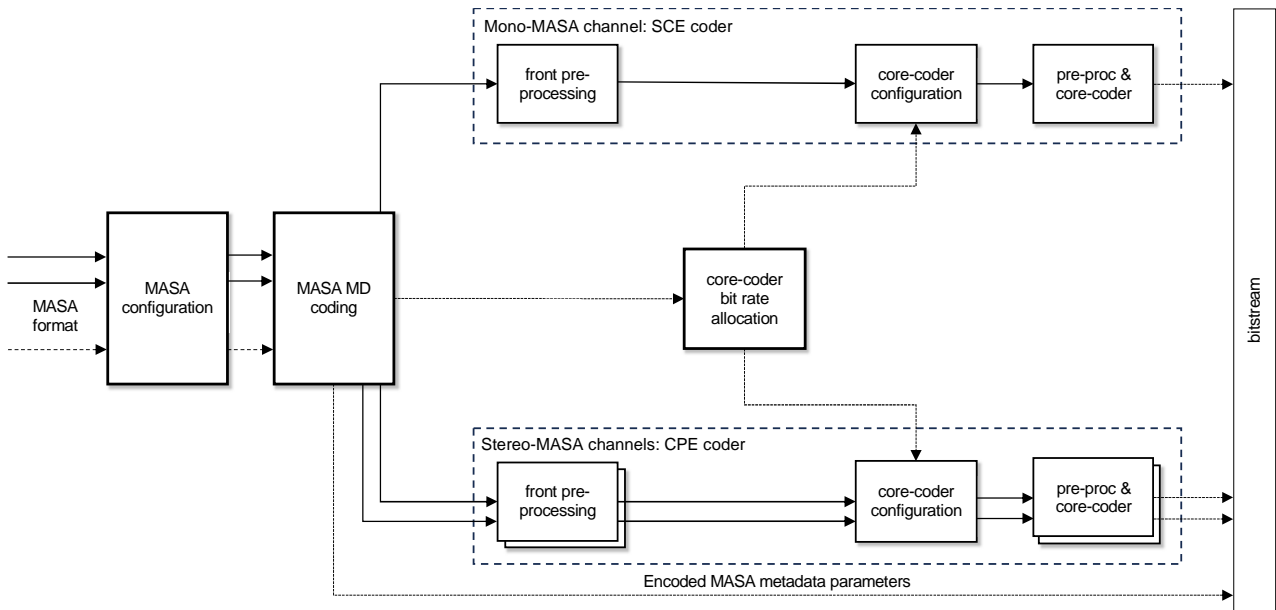 Mono-MASA channel: SCE coder
front pre-
processing
core-coder
configuration
pre-proc &
core-coder
MASA
format
MASA
configuration
MASA MD
coding
core-coder
bit rate
allocation
bitstream
Stereo-MASA channels: CPE coder
front pre-
processing
core-coder
configuration
pre-proc &
core-coder
Encoded MASA metadata parameters